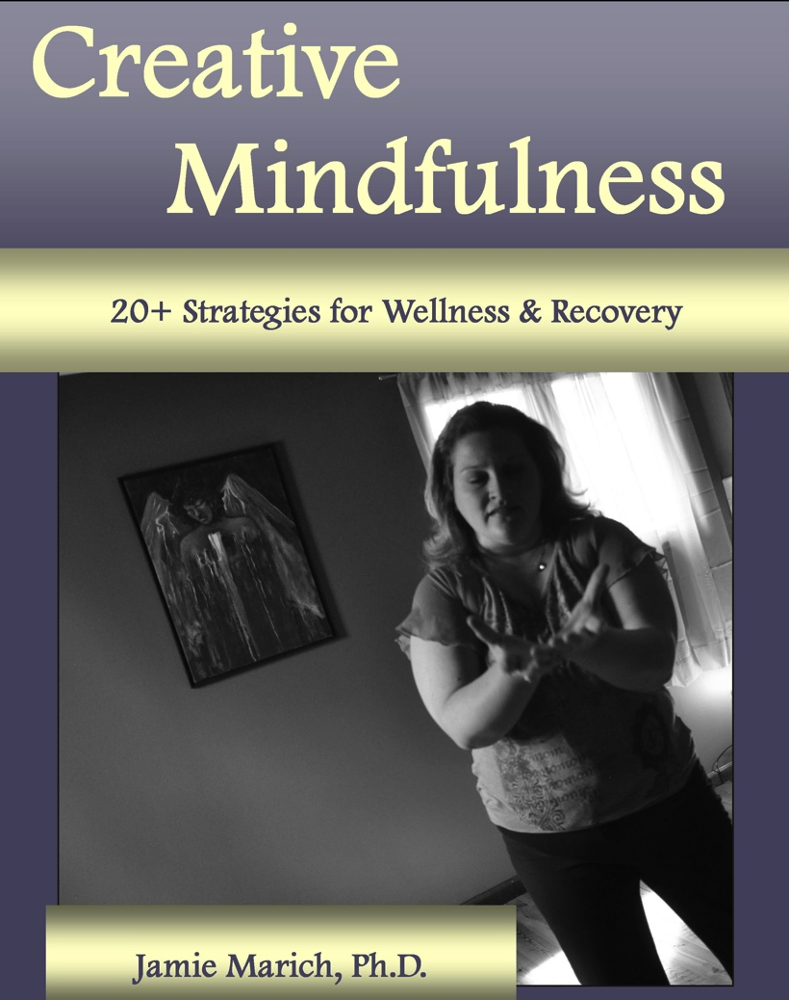 Creative
Mindfulness
20+ Strategies for Wellness & Recovery
Jamie Marich, Ph.D.